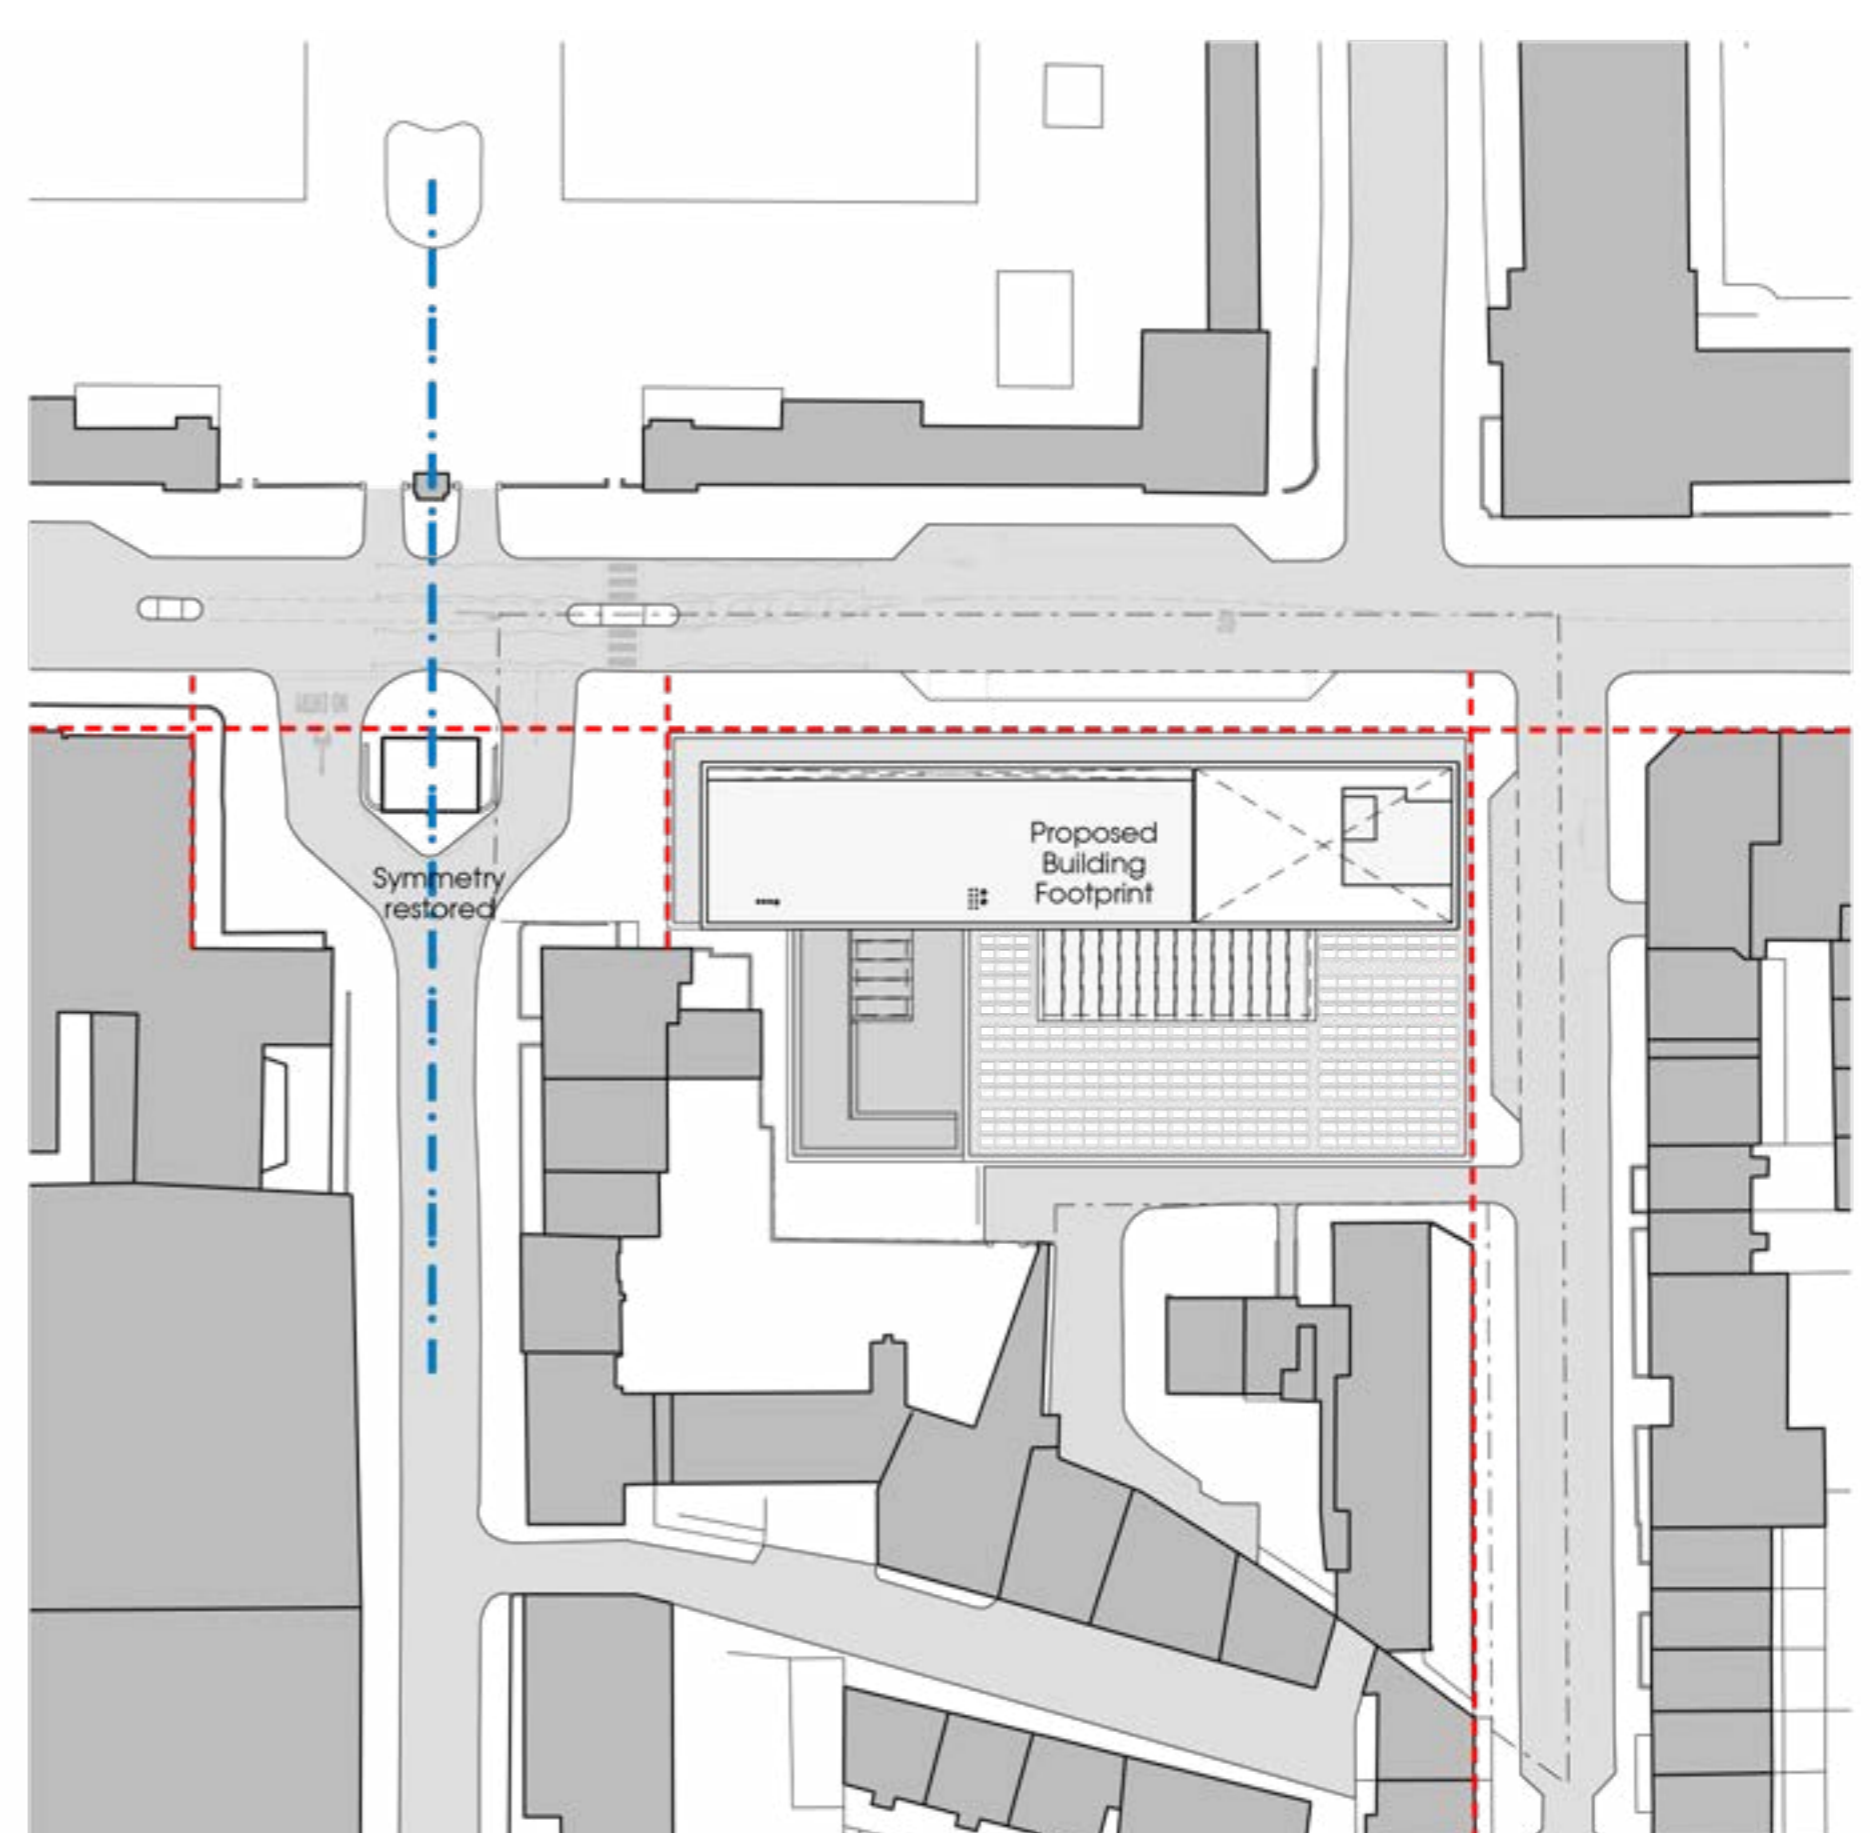 Proposed
Building
Footprint
Symmetry
restored